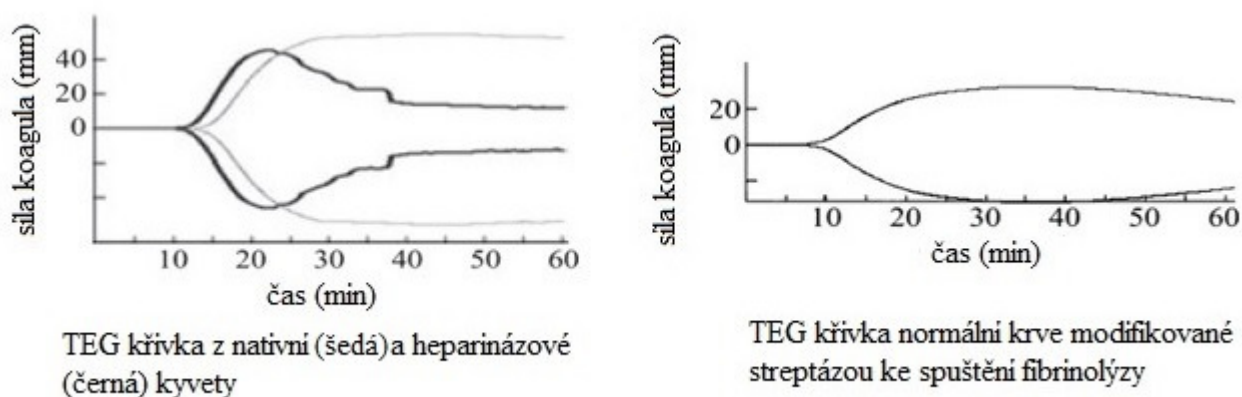 síla koagula (mm)
40
20
0
10 20 30 40 50 60
čas (min)
TEG křivka z nativní (šedá) a heparinázové
(černá) kyvety
síla koagula (mm)
20
0
10 20 30 40 50 60
čas (min)
TEG křivka normální krve modifikované
streptázou ke spuštění fibrinolýzy